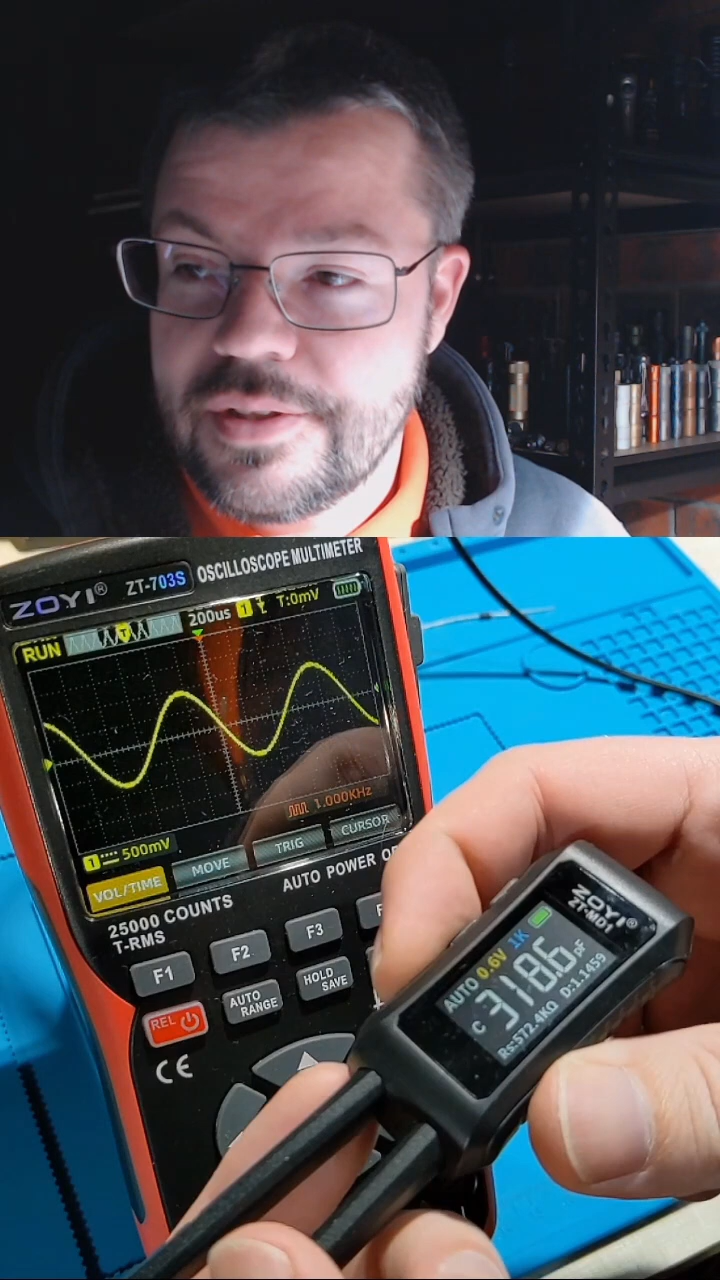 ZOYI® ZT-703S OSCILLOSCOPE MULTIMETER
RUN 200us 1 T:0mV
1.000KHz
1 500mV
VOL/TIME MOVE TRIG CURSOR
25000 COUNTS
T-RMS
AUTO POWER
F1 F2 F3 F
REL AUTO RANGE HOLD SAVE
CE
ZOYI®
ZT-MD1
AUTO 0.6V 1K
C 318.6 pF
Rs:572.4KΩ D:1.1459